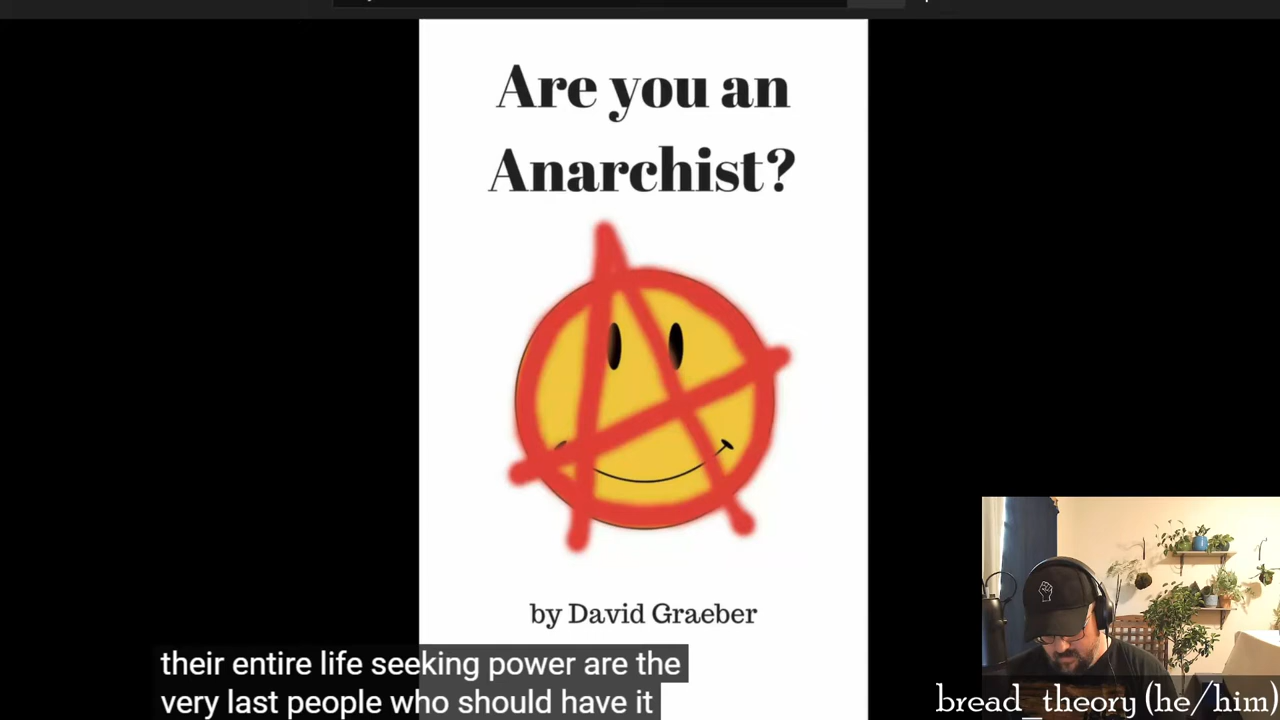 Are you an
Anarchist?
by David Graeber
their entire life seeking power are the
very last people who should have it
bread_theory (he/him)